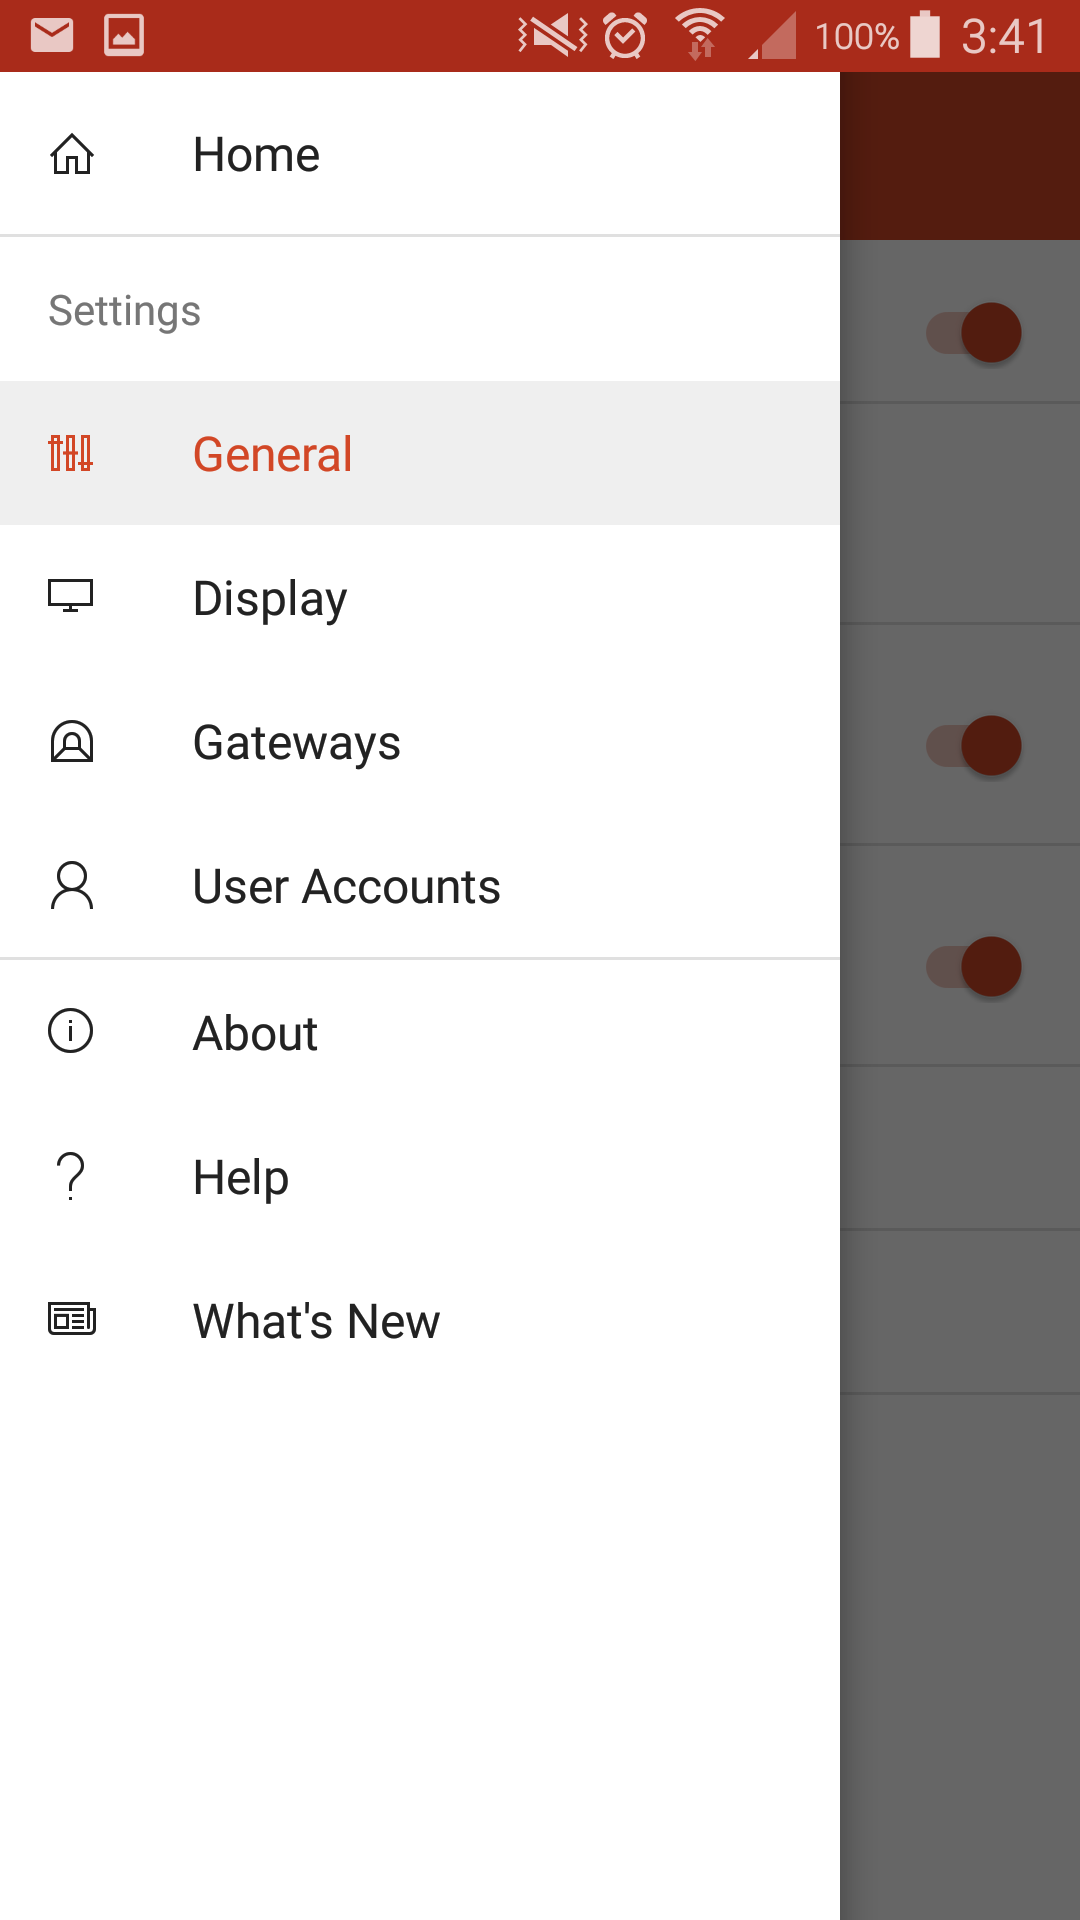 100% 3:41
Home
Settings
General
Display
Gateways
User Accounts
About
Help
What's New